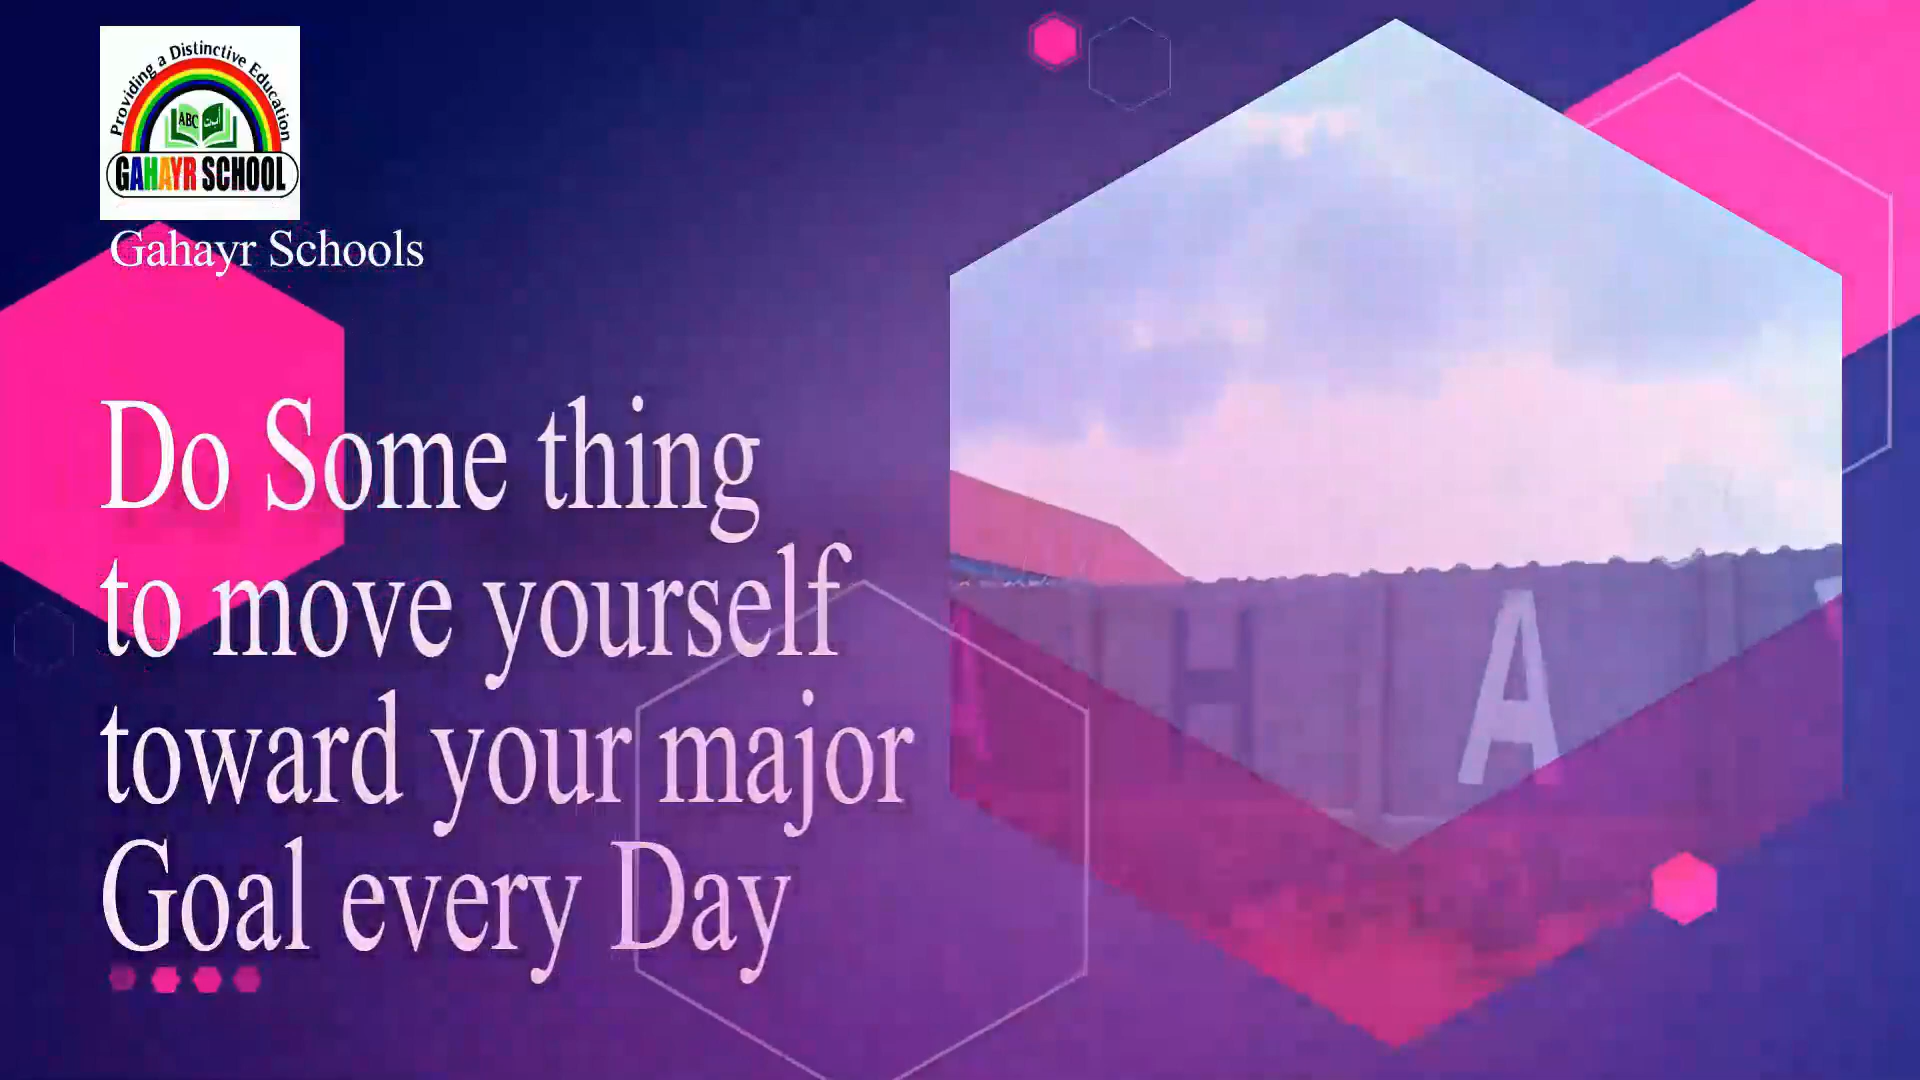 Providing a Distinctive Education
ABC
GAHAYR SCHOOL
Gahayr Schools
Do Some thing
to move yourself
toward your major
Goal every Day
H A